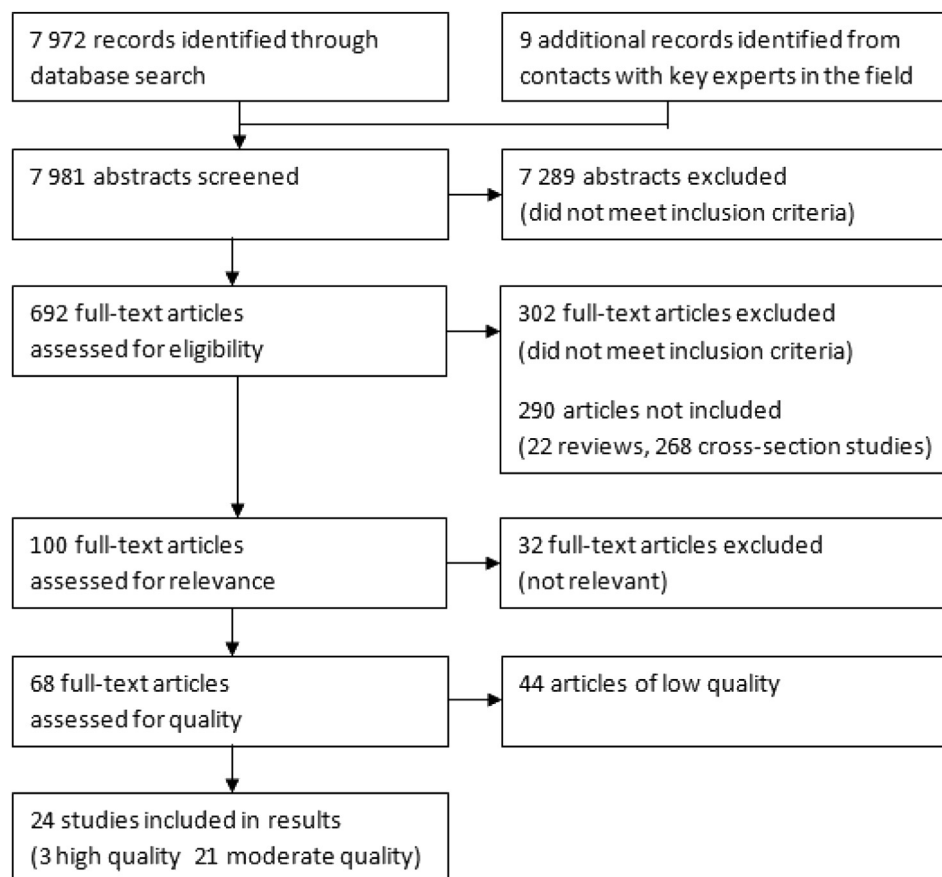 7 972 records identified through
database search
9 additional records identified from
contacts with key experts in the field
7 981 abstracts screened
7 289 abstracts excluded
(did not meet inclusion criteria)
692 full-text articles
assessed for eligibility
302 full-text articles excluded
(did not meet inclusion criteria)
290 articles not included
(22 reviews, 268 cross-section studies)
100 full-text articles
assessed for relevance
32 full-text articles excluded
(not relevant)
68 full-text articles
assessed for quality
44 articles of low quality
24 studies included in results
(3 high quality 21 moderate quality)